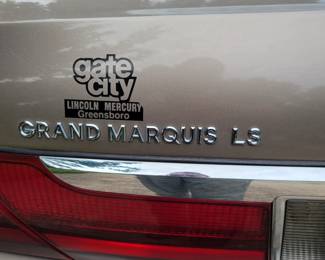 gate
city
LINCOLN MERCURY
Greensboro
GRAND MARQUIS LS